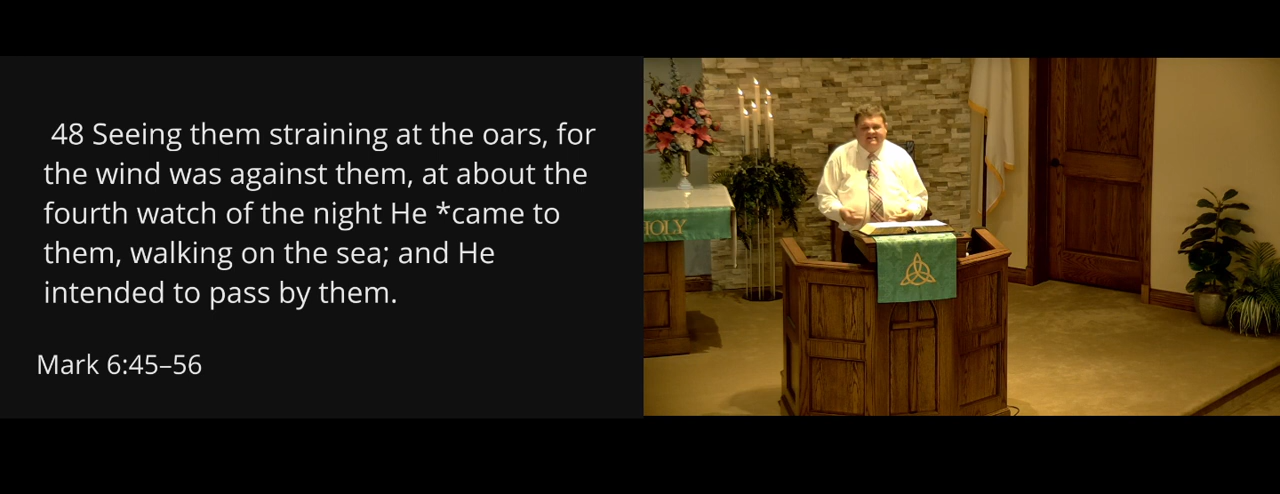 48 Seeing them straining at the oars, for
the wind was against them, at about the
fourth watch of the night He *came to
them, walking on the sea; and He
intended to pass by them.
Mark 6:45–56
HOLY